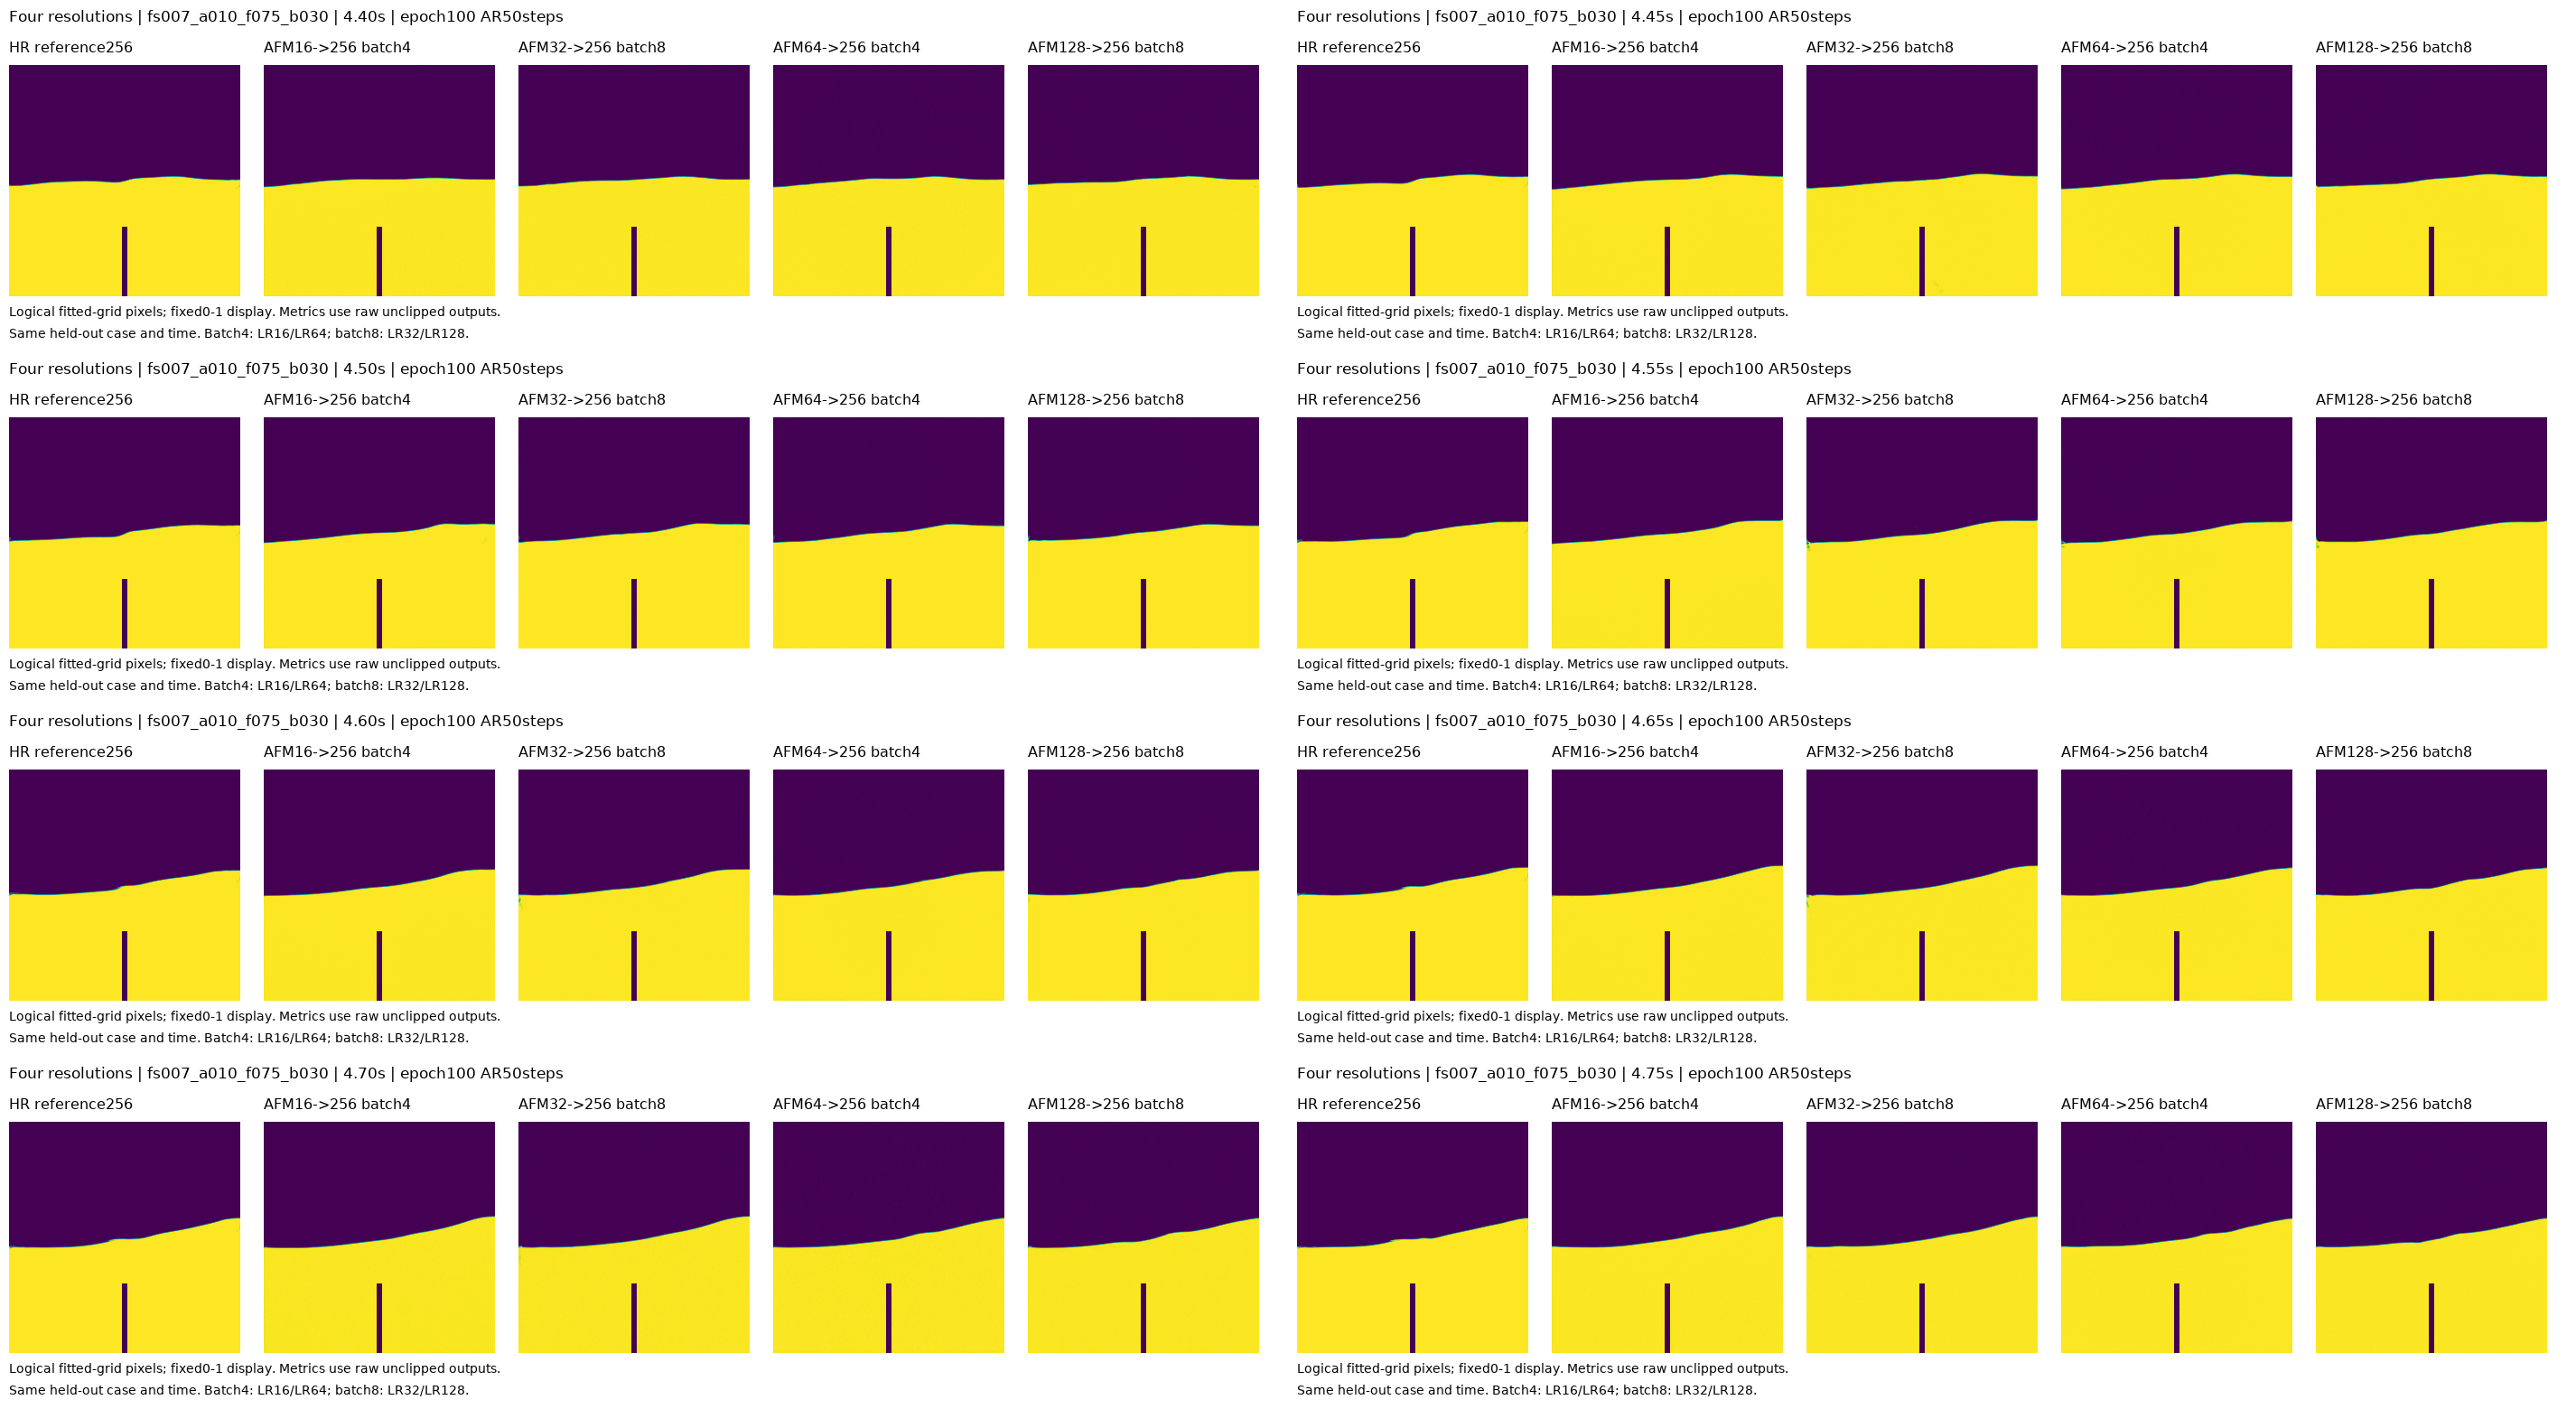 Four resolutions | fs007_a010_f075_b030 | 4.40s | epoch100 AR50steps
HR reference256 AFM16->256 batch4 AFM32->256 batch8 AFM64->256 batch4 AFM128->256 batch8
Logical fitted-grid pixels; fixed0-1 display. Metrics use raw unclipped outputs.
Same held-out case and time. Batch4: LR16/LR64; batch8: LR32/LR128.
Four resolutions | fs007_a010_f075_b030 | 4.45s | epoch100 AR50steps
HR reference256 AFM16->256 batch4 AFM32->256 batch8 AFM64->256 batch4 AFM128->256 batch8
Logical fitted-grid pixels; fixed0-1 display. Metrics use raw unclipped outputs.
Same held-out case and time. Batch4: LR16/LR64; batch8: LR32/LR128.
Four resolutions | fs007_a010_f075_b030 | 4.50s | epoch100 AR50steps
HR reference256 AFM16->256 batch4 AFM32->256 batch8 AFM64->256 batch4 AFM128->256 batch8
Logical fitted-grid pixels; fixed0-1 display. Metrics use raw unclipped outputs.
Same held-out case and time. Batch4: LR16/LR64; batch8: LR32/LR128.
Four resolutions | fs007_a010_f075_b030 | 4.55s | epoch100 AR50steps
HR reference256 AFM16->256 batch4 AFM32->256 batch8 AFM64->256 batch4 AFM128->256 batch8
Logical fitted-grid pixels; fixed0-1 display. Metrics use raw unclipped outputs.
Same held-out case and time. Batch4: LR16/LR64; batch8: LR32/LR128.
Four resolutions | fs007_a010_f075_b030 | 4.60s | epoch100 AR50steps
HR reference256 AFM16->256 batch4 AFM32->256 batch8 AFM64->256 batch4 AFM128->256 batch8
Logical fitted-grid pixels; fixed0-1 display. Metrics use raw unclipped outputs.
Same held-out case and time. Batch4: LR16/LR64; batch8: LR32/LR128.
Four resolutions | fs007_a010_f075_b030 | 4.65s | epoch100 AR50steps
HR reference256 AFM16->256 batch4 AFM32->256 batch8 AFM64->256 batch4 AFM128->256 batch8
Logical fitted-grid pixels; fixed0-1 display. Metrics use raw unclipped outputs.
Same held-out case and time. Batch4: LR16/LR64; batch8: LR32/LR128.
Four resolutions | fs007_a010_f075_b030 | 4.70s | epoch100 AR50steps
HR reference256 AFM16->256 batch4 AFM32->256 batch8 AFM64->256 batch4 AFM128->256 batch8
Logical fitted-grid pixels; fixed0-1 display. Metrics use raw unclipped outputs.
Same held-out case and time. Batch4: LR16/LR64; batch8: LR32/LR128.
Four resolutions | fs007_a010_f075_b030 | 4.75s | epoch100 AR50steps
HR reference256 AFM16->256 batch4 AFM32->256 batch8 AFM64->256 batch4 AFM128->256 batch8
Logical fitted-grid pixels; fixed0-1 display. Metrics use raw unclipped outputs.
Same held-out case and time. Batch4: LR16/LR64; batch8: LR32/LR128.